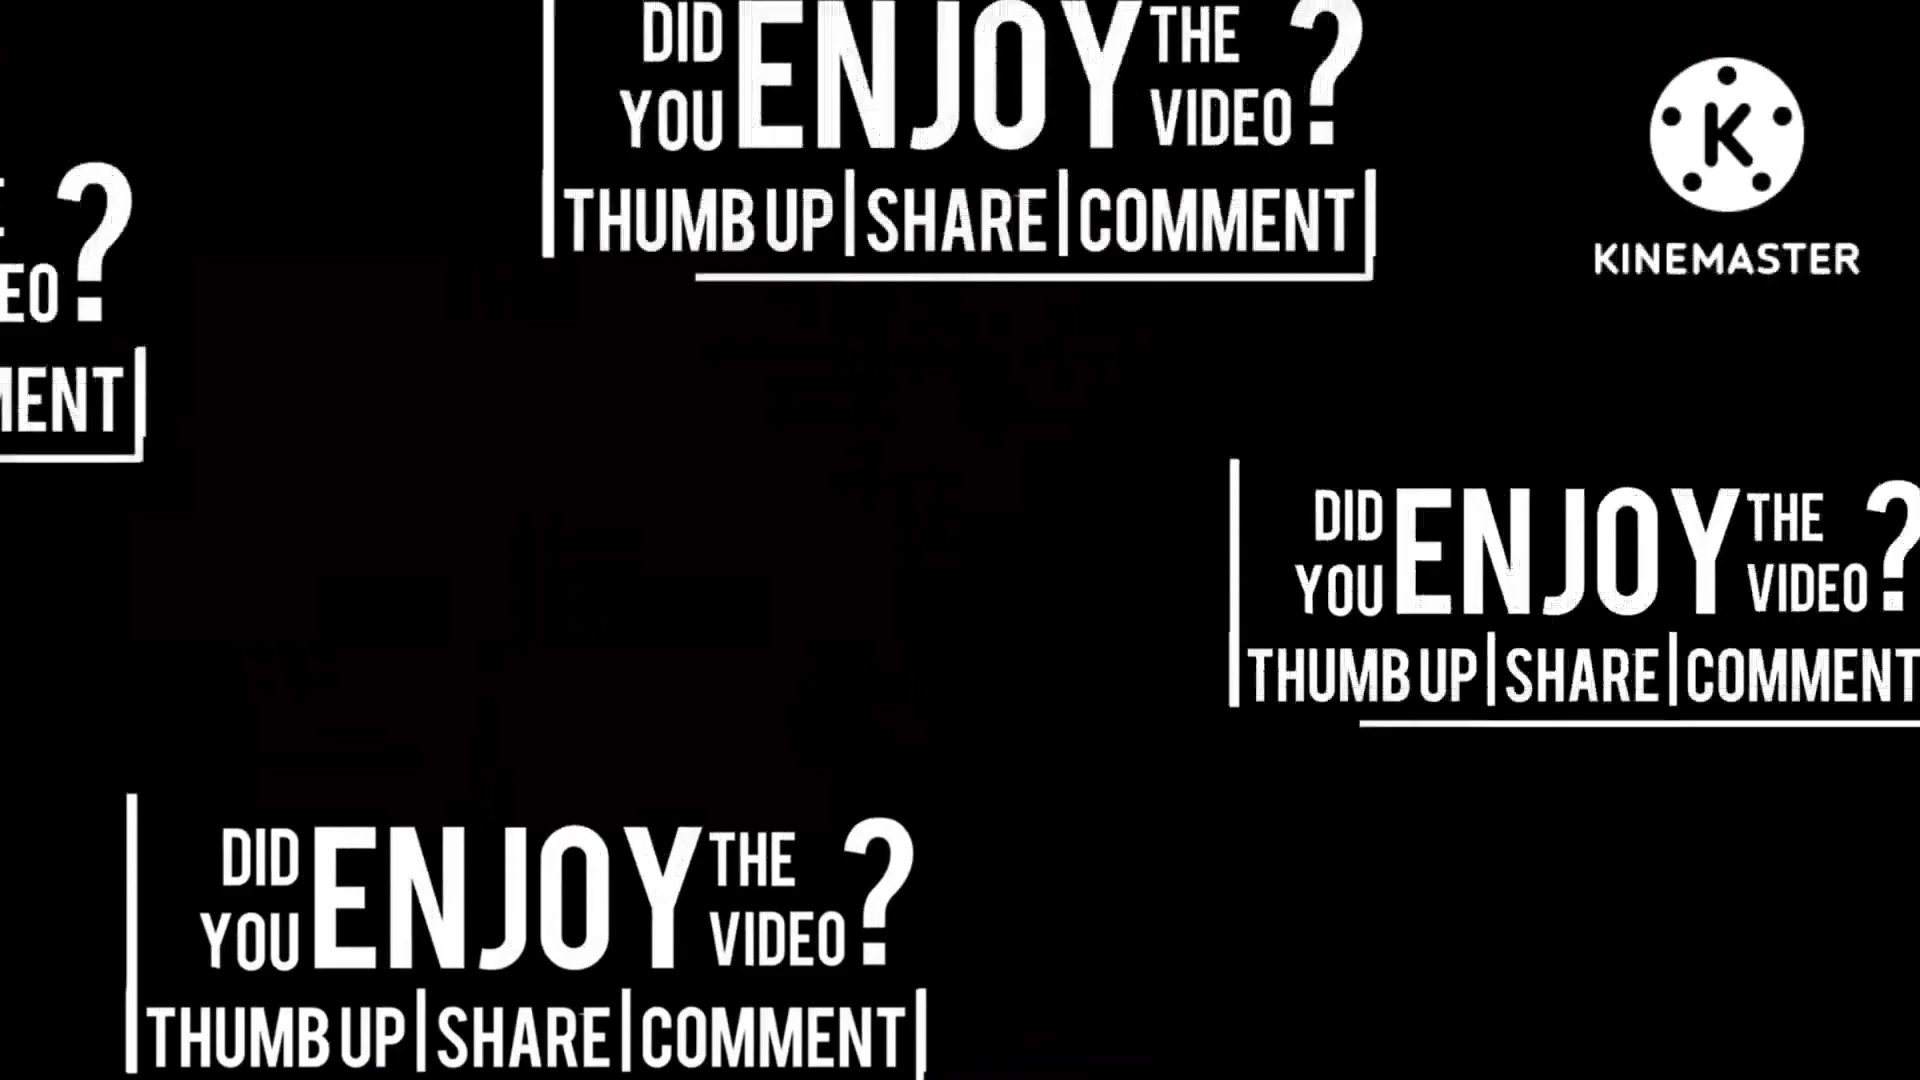 DID YOU ENJOY THE VIDEO?
THUMB UP|SHARE|COMMENT
KINEMASTER
EO?
MENT
DID YOU ENJOY THE VIDEO?
THUMB UP|SHARE|COMMENT
DID YOU ENJOY THE VIDEO?
THUMB UP|SHARE|COMMENT